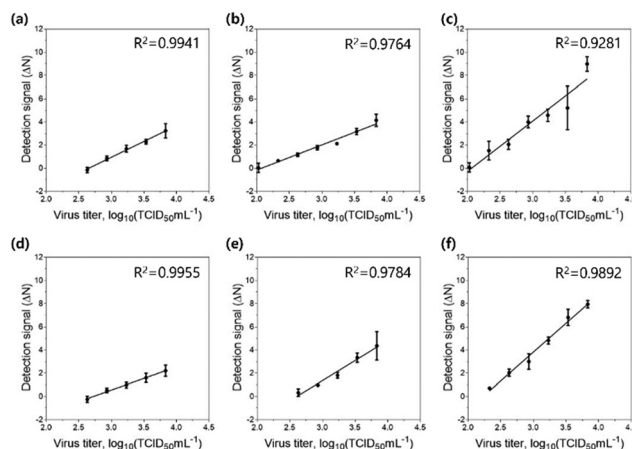 (a)
R²=0.9941
Detection signal (ΔN)
12
10
8
6
4
2
0
-2
2.0 2.5 3.0 3.5 4.0 4.5
Virus titer, log₁₀(TCID₅₀mL⁻¹)
(b)
R²=0.9764
Detection signal (ΔN)
12
10
8
6
4
2
0
-2
2.0 2.5 3.0 3.5 4.0 4.5
Virus titer, log₁₀(TCID₅₀mL⁻¹)
(c)
R²=0.9281
Detection signal (ΔN)
12
10
8
6
4
2
0
-2
2.0 2.5 3.0 3.5 4.0 4.5
Virus titer, log₁₀(TCID₅₀mL⁻¹)
(d)
R²=0.9955
Detection signal (ΔN)
12
10
8
6
4
2
0
-2
2.0 2.5 3.0 3.5 4.0 4.5
Virus titer, log₁₀(TCID₅₀mL⁻¹)
(e)
R²=0.9784
Detection signal (ΔN)
12
10
8
6
4
2
0
-2
2.0 2.5 3.0 3.5 4.0 4.5
Virus titer, log₁₀(TCID₅₀mL⁻¹)
(f)
R²=0.9892
Detection signal (ΔN)
12
10
8
6
4
2
0
-2
2.0 2.5 3.0 3.5 4.0 4.5
Virus titer, log₁₀(TCID₅₀mL⁻¹)